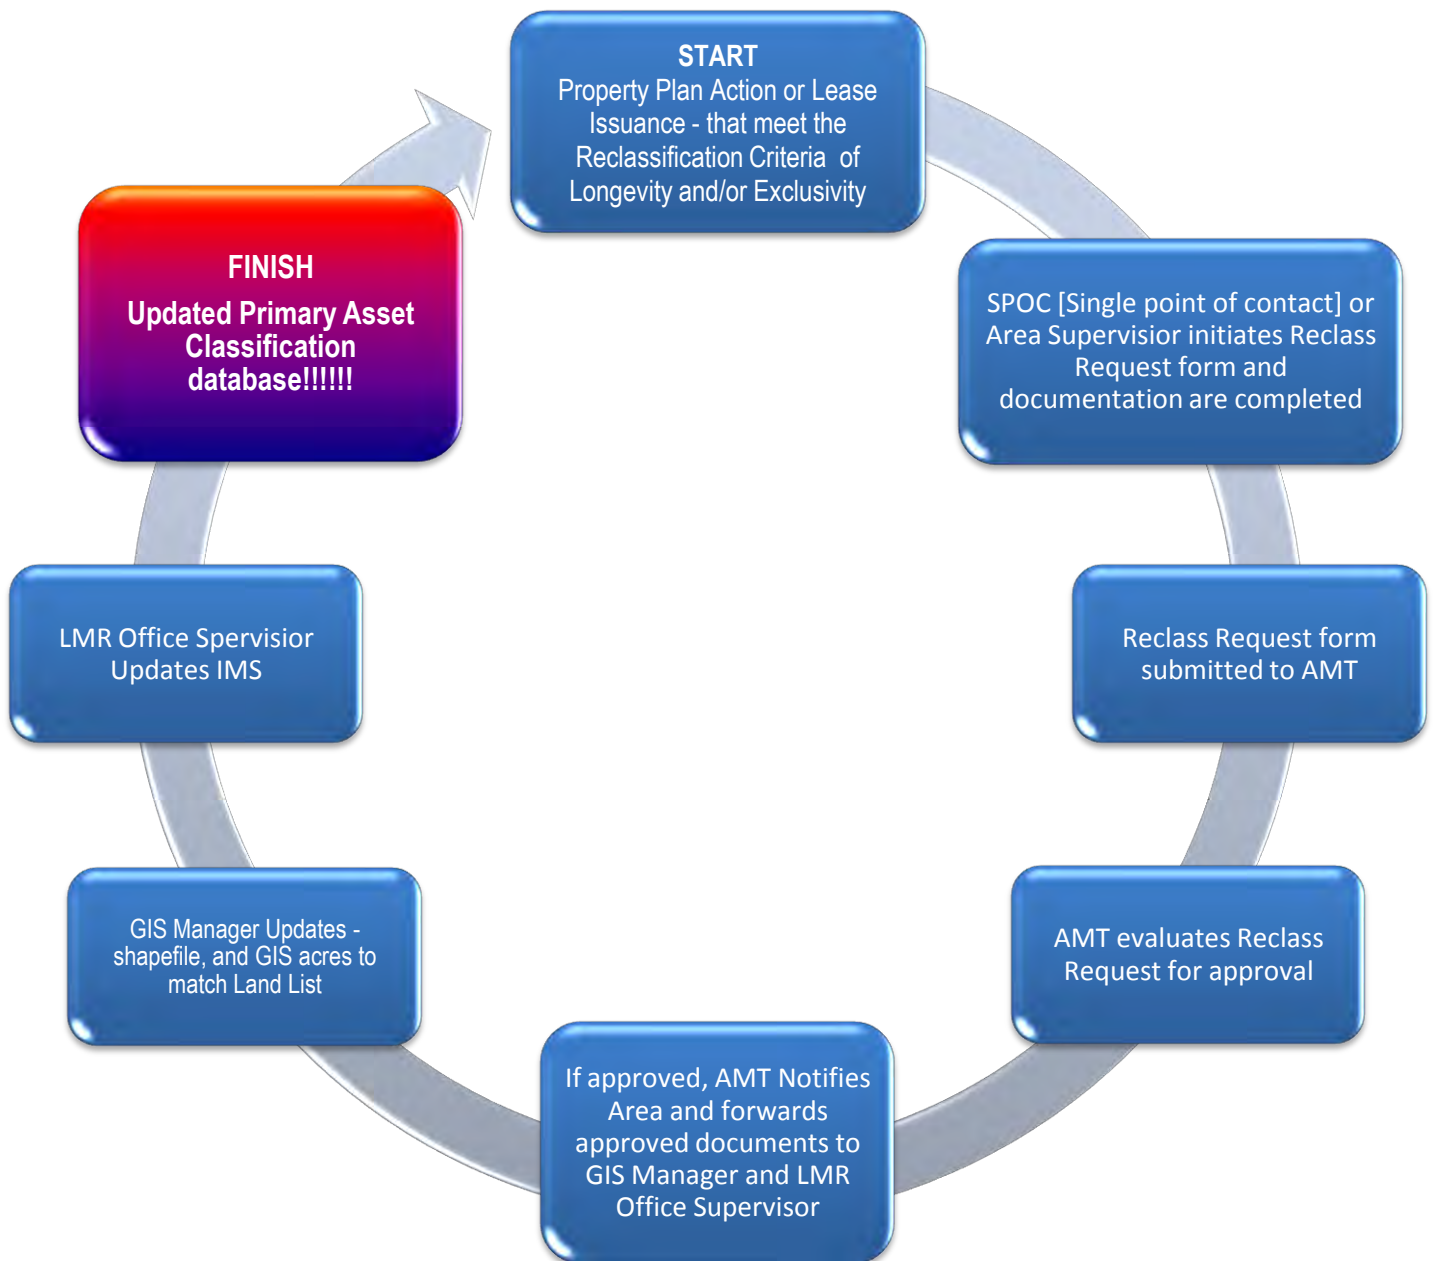 START
Property Plan Action or Lease
Issuance - that meet the
Reclassification Criteria of
Longevity and/or Exclusivity
SPOC [Single point of contact] or
Area Supervisior initiates Reclass
Request form and
documentation are completed
Reclass Request form
submitted to AMT
AMT evaluates Reclass
Request for approval
If approved, AMT Notifies
Area and forwards
approved documents to
GIS Manager and LMR
Office Supervisor
GIS Manager Updates -
shapefile, and GIS acres to
match Land List
LMR Office Spervisior
Updates IMS
FINISH
Updated Primary Asset
Classification
database!!!!!!